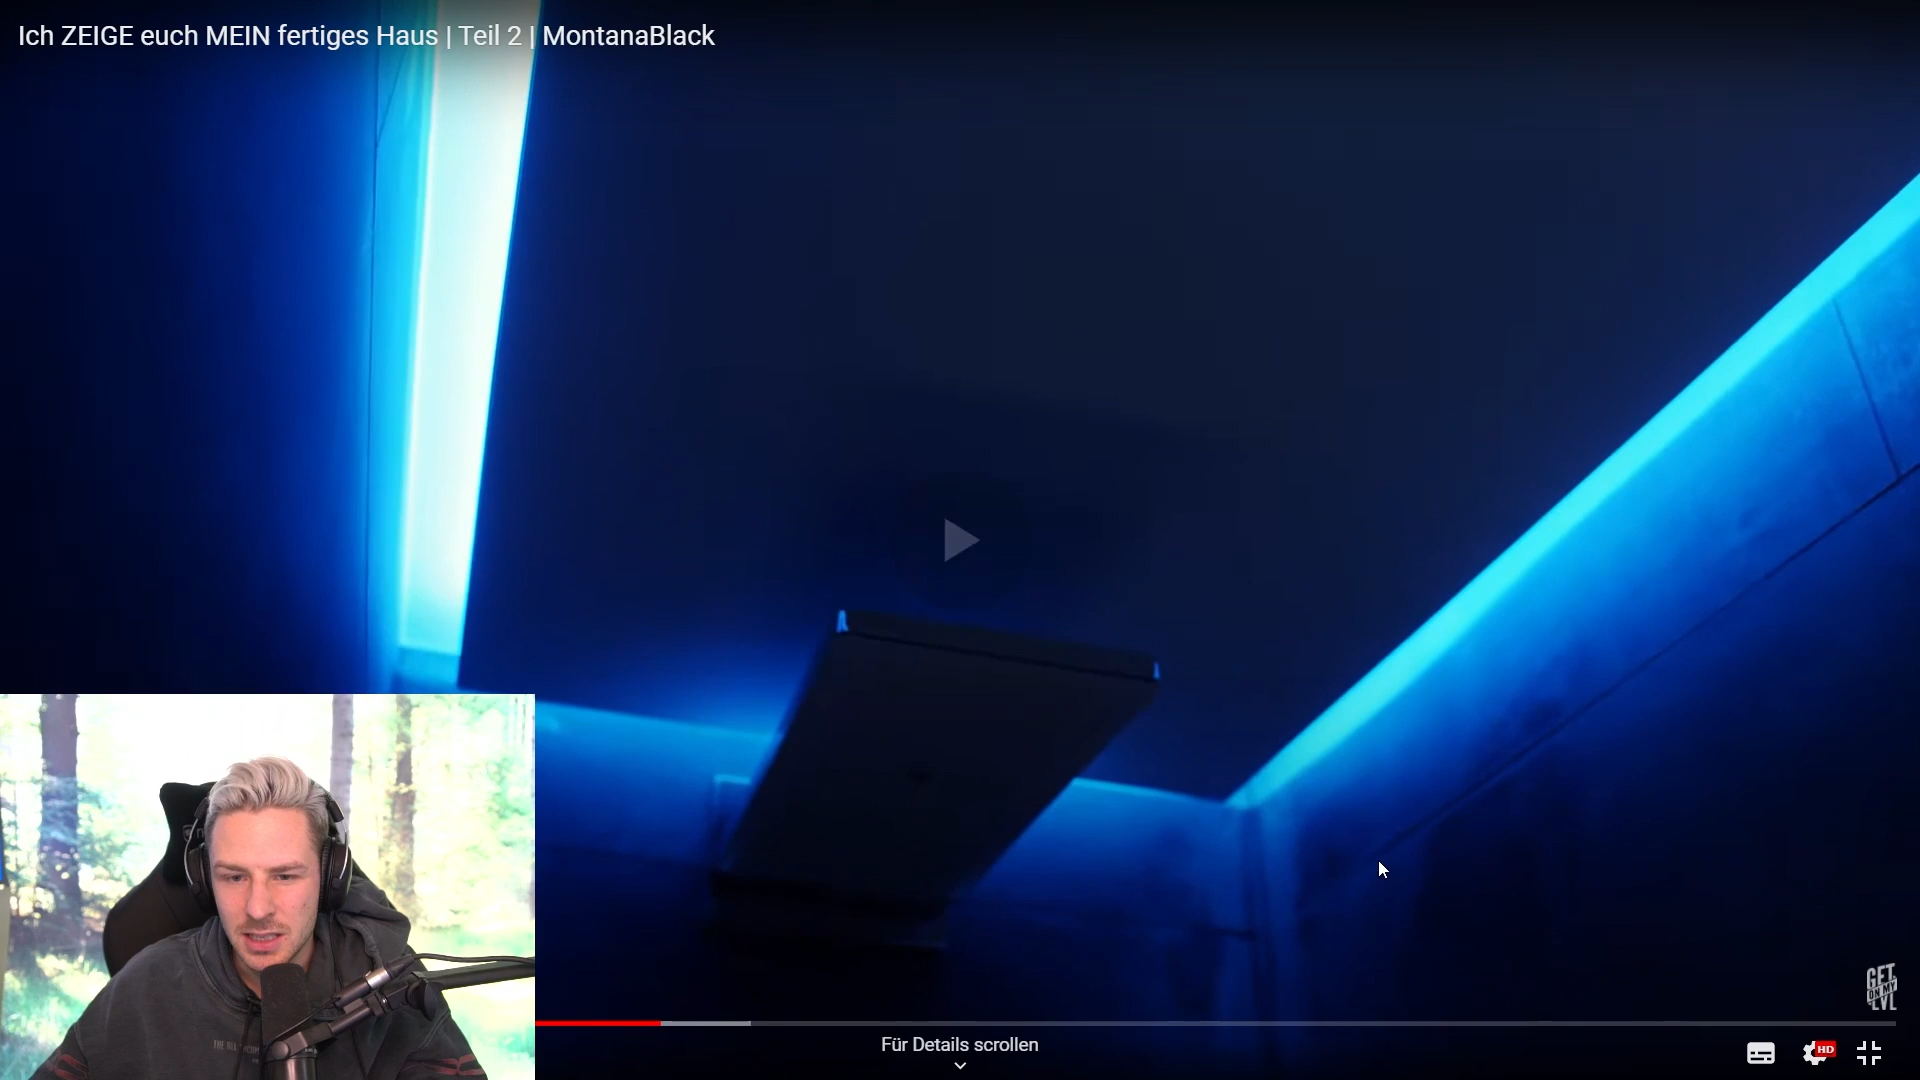 Ich ZEIGE euch MEIN fertiges Haus | Teil 2 | MontanaBlack
GET
ON MY
LVL
Für Details scrollen
HD